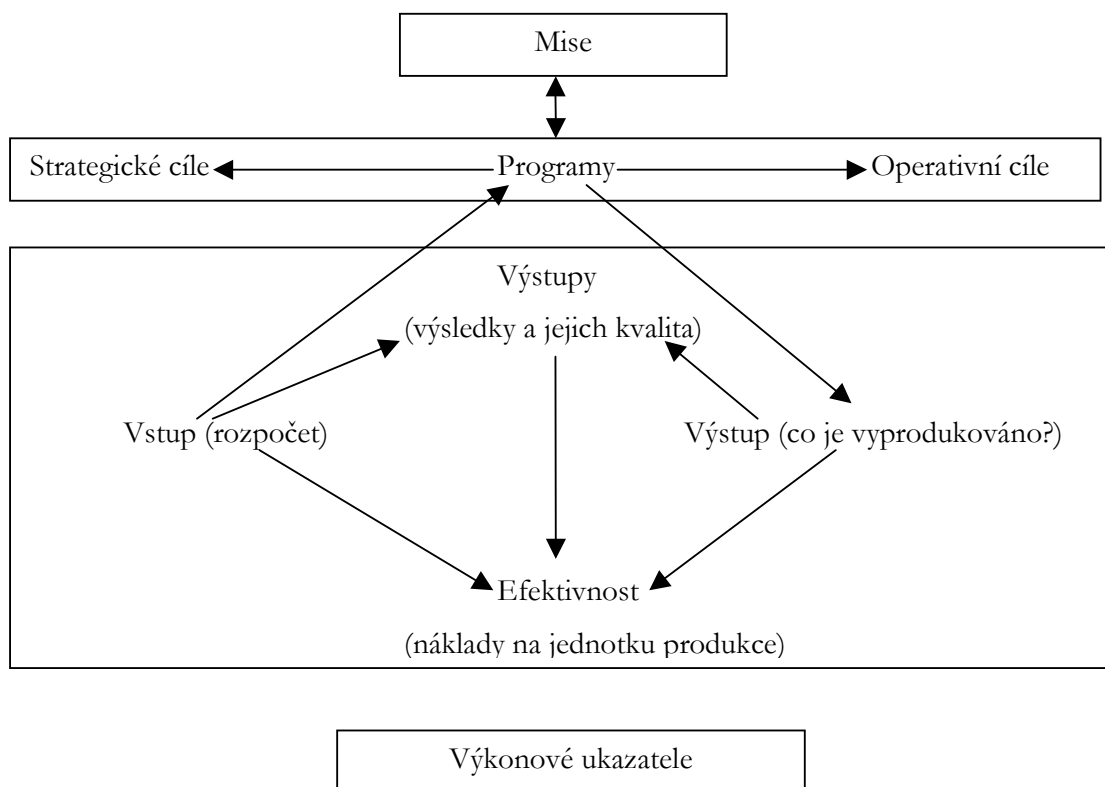 Mise
Strategické cíle Programy Operativní cíle
Výstupy
(výsledky a jejich kvalita)
Vstup (rozpočet) Výstup (co je vyprodukováno?)
Efektivnost
(náklady na jednotku produkce)
Výkonové ukazatele